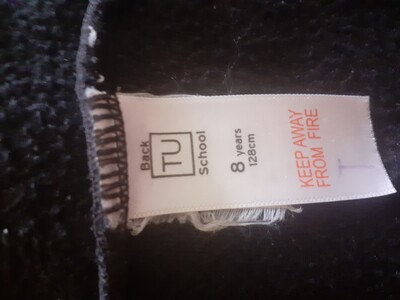 Back
TU
School
8 years
128cm
KEEP AWAY
FROM FIRE